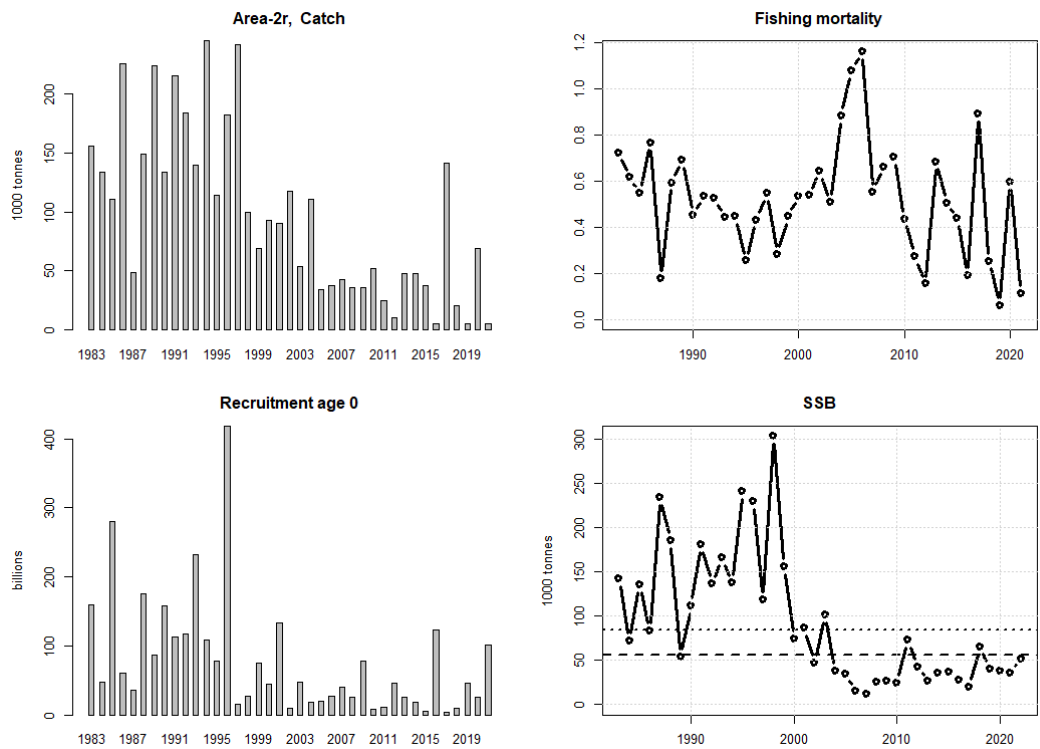 Area-2r, Catch
1000 tonnes
0 50 100 150 200
1983 1987 1991 1995 1999 2003 2007 2011 2015 2019
Fishing mortality
0.0 0.2 0.4 0.6 0.8 1.0 1.2
1990 2000 2010 2020
Recruitment age 0
billions
0 100 200 300 400
1983 1987 1991 1995 1999 2003 2007 2011 2015 2019
SSB
1000 tonnes
0 50 100 150 200 250 300
1990 2000 2010 2020